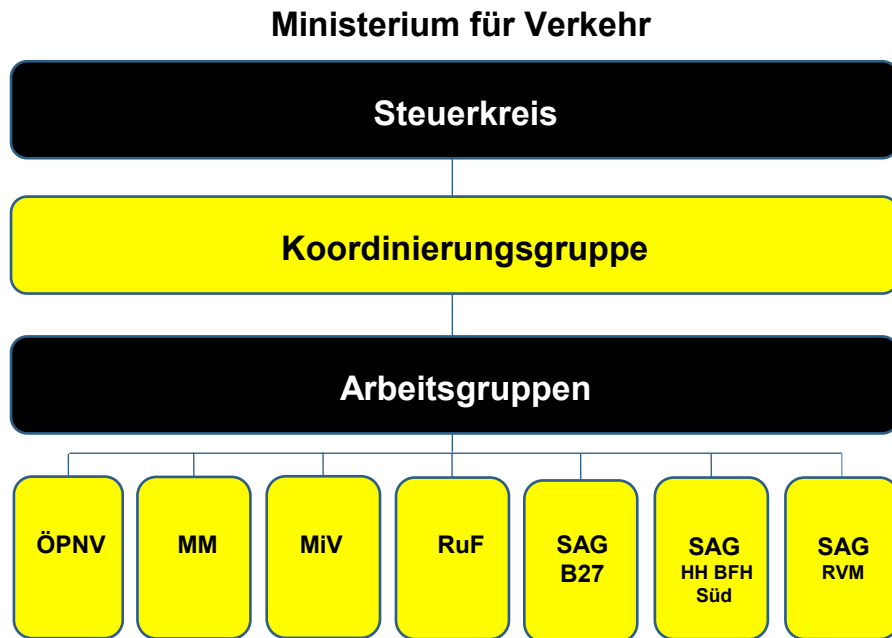 Ministerium für Verkehr
Steuerkreis
Koordinierungsgruppe
Arbeitsgruppen
ÖPNV
MM
MiV
RuF
SAG
B27
SAG
HH BFH
Süd
SAG
RVM